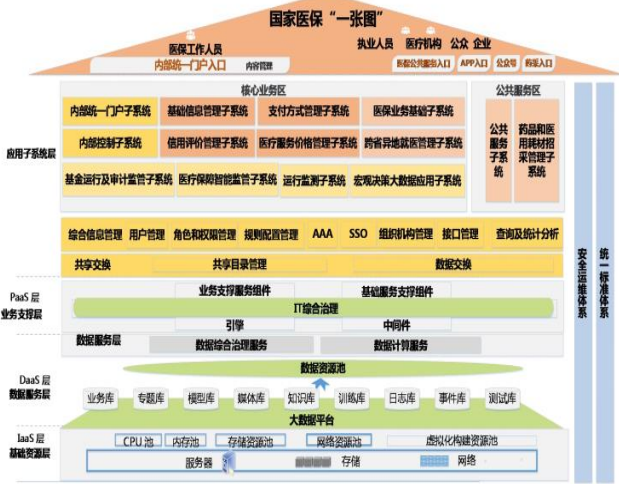 国家医保“一张图”
医保工作人员
执业人员 医疗机构 公众 企业
内部统一门户入口 内容管理
医保公共服务入口 APP入口 公众号 购采入口
核心业务区
公共服务区
内部统一门户子系统 基础信息管理子系统 支付方式管理子系统 医保业务基础子系统
内部控制子系统 信用评价管理子系统 医疗服务价格管理子系统 跨省异地就医管理子系统
基金运行及审计监管子系统 医疗保障智能监管子系统 运行监测子系统 宏观决策大数据应用子系统
公共服务子系统
药品和医用耗材招采管理子系统
应用子系统层
综合信息管理 用户管理 角色和权限管理 规则配置管理 AAA SSO 组织机构管理 接口管理 查询及统计分析
共享交换 共享目录管理 数据交换
安全运维体系
统一标准体系
PaaS 层
业务支撑层
业务支撑服务组件 基础服务支撑组件
IT综合治理
引擎 中间件
数据服务层 数据综合治理服务 数据计算服务
数据资源池
DaaS 层
数据服务层
业务库 专题库 模型库 媒体库 知识库 训练库 日志库 事件库 测试库
大数据平台
IaaS 层
基础资源层
CPU 池 内存池 存储资源池 网络资源池 虚拟化构建资源池
服务器 存储 网络